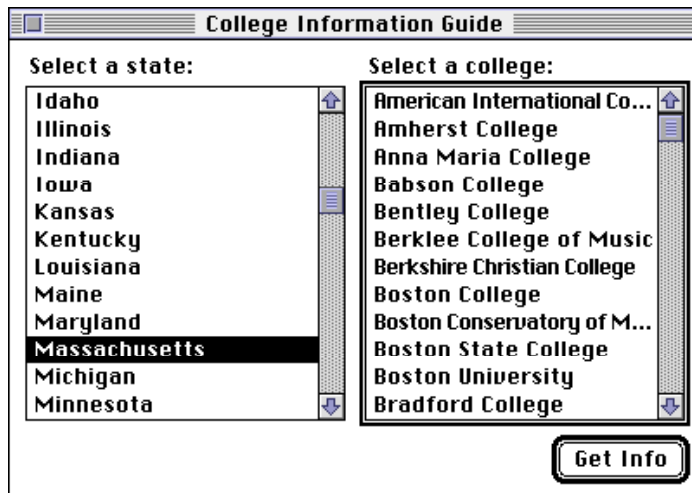 College Information Guide
Select a state:
Idaho
Illinois
Indiana
Iowa
Kansas
Kentucky
Louisiana
Maine
Maryland
Massachusetts
Michigan
Minnesota
Select a college:
American International Co...
Amherst College
Anna Maria College
Babson College
Bentley College
Berklee College of Music
Berkshire Christian College
Boston College
Boston Conservatory of M...
Boston State College
Boston University
Bradford College
Get Info